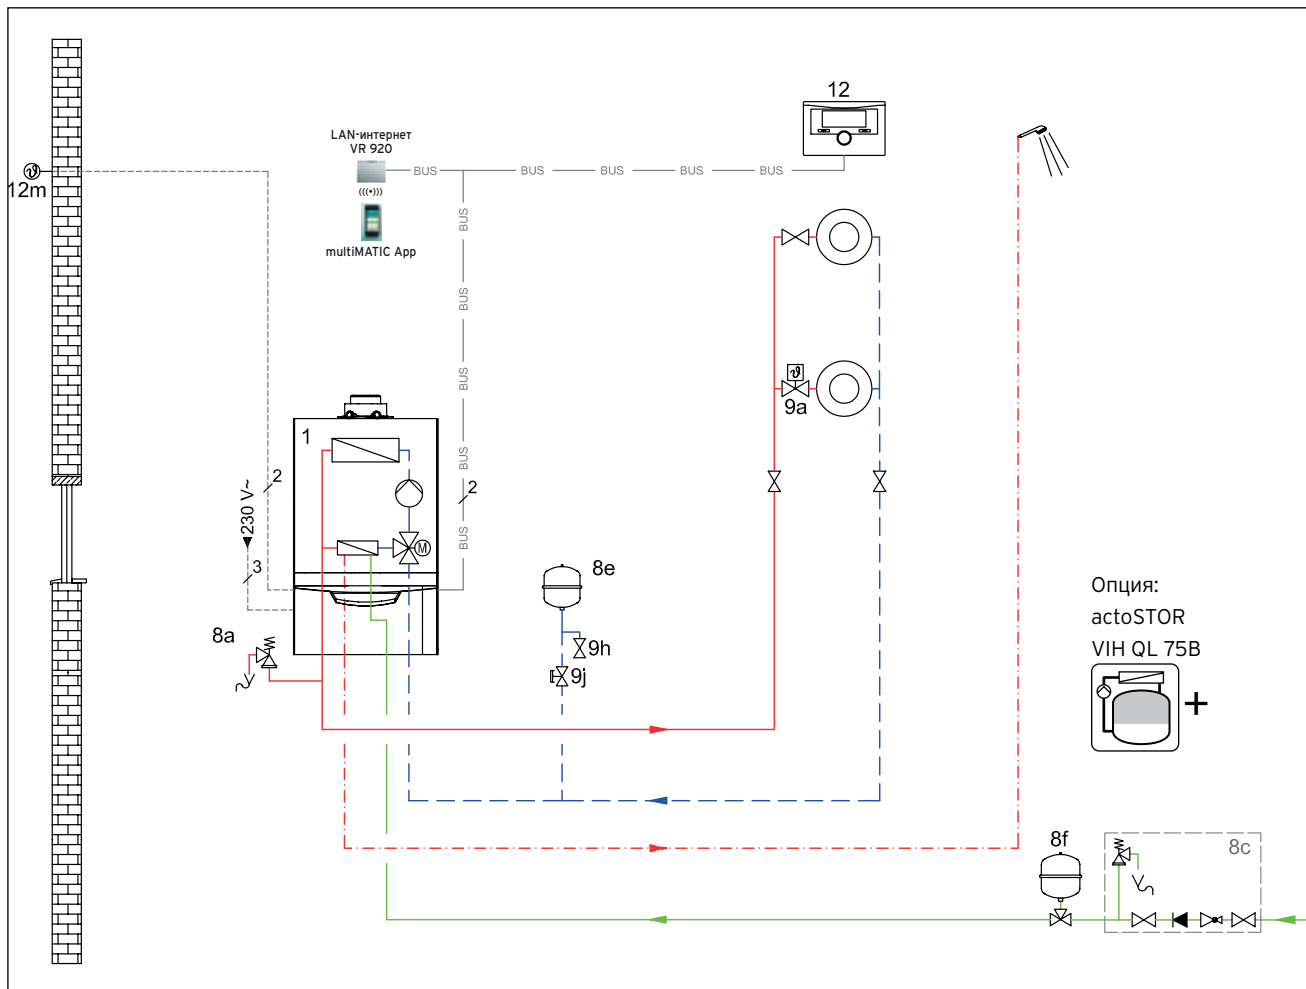 12
LAN-интернет
VR 920
BUS
BUS
BUS
BUS
BUS
12m
(((•)))
multiMATIC App
BUS
BUS
BUS
BUS
BUS
9a
1
2
2
230 V~
3
M
8e
9h
9j
8a
Опция:
actoSTOR
VIH QL 75B
+
8f
8c